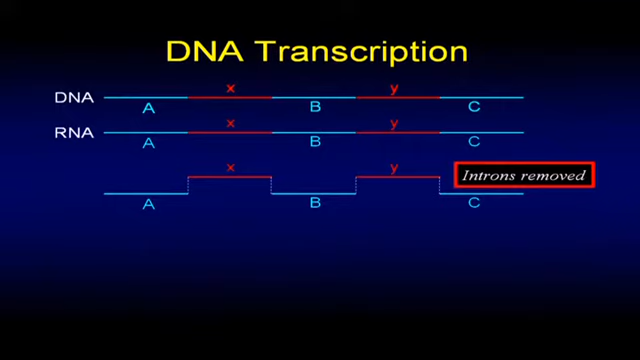 DNA Transcription
x y
DNA
A B C
x y
RNA
A B C
x y
Introns removed
A B C